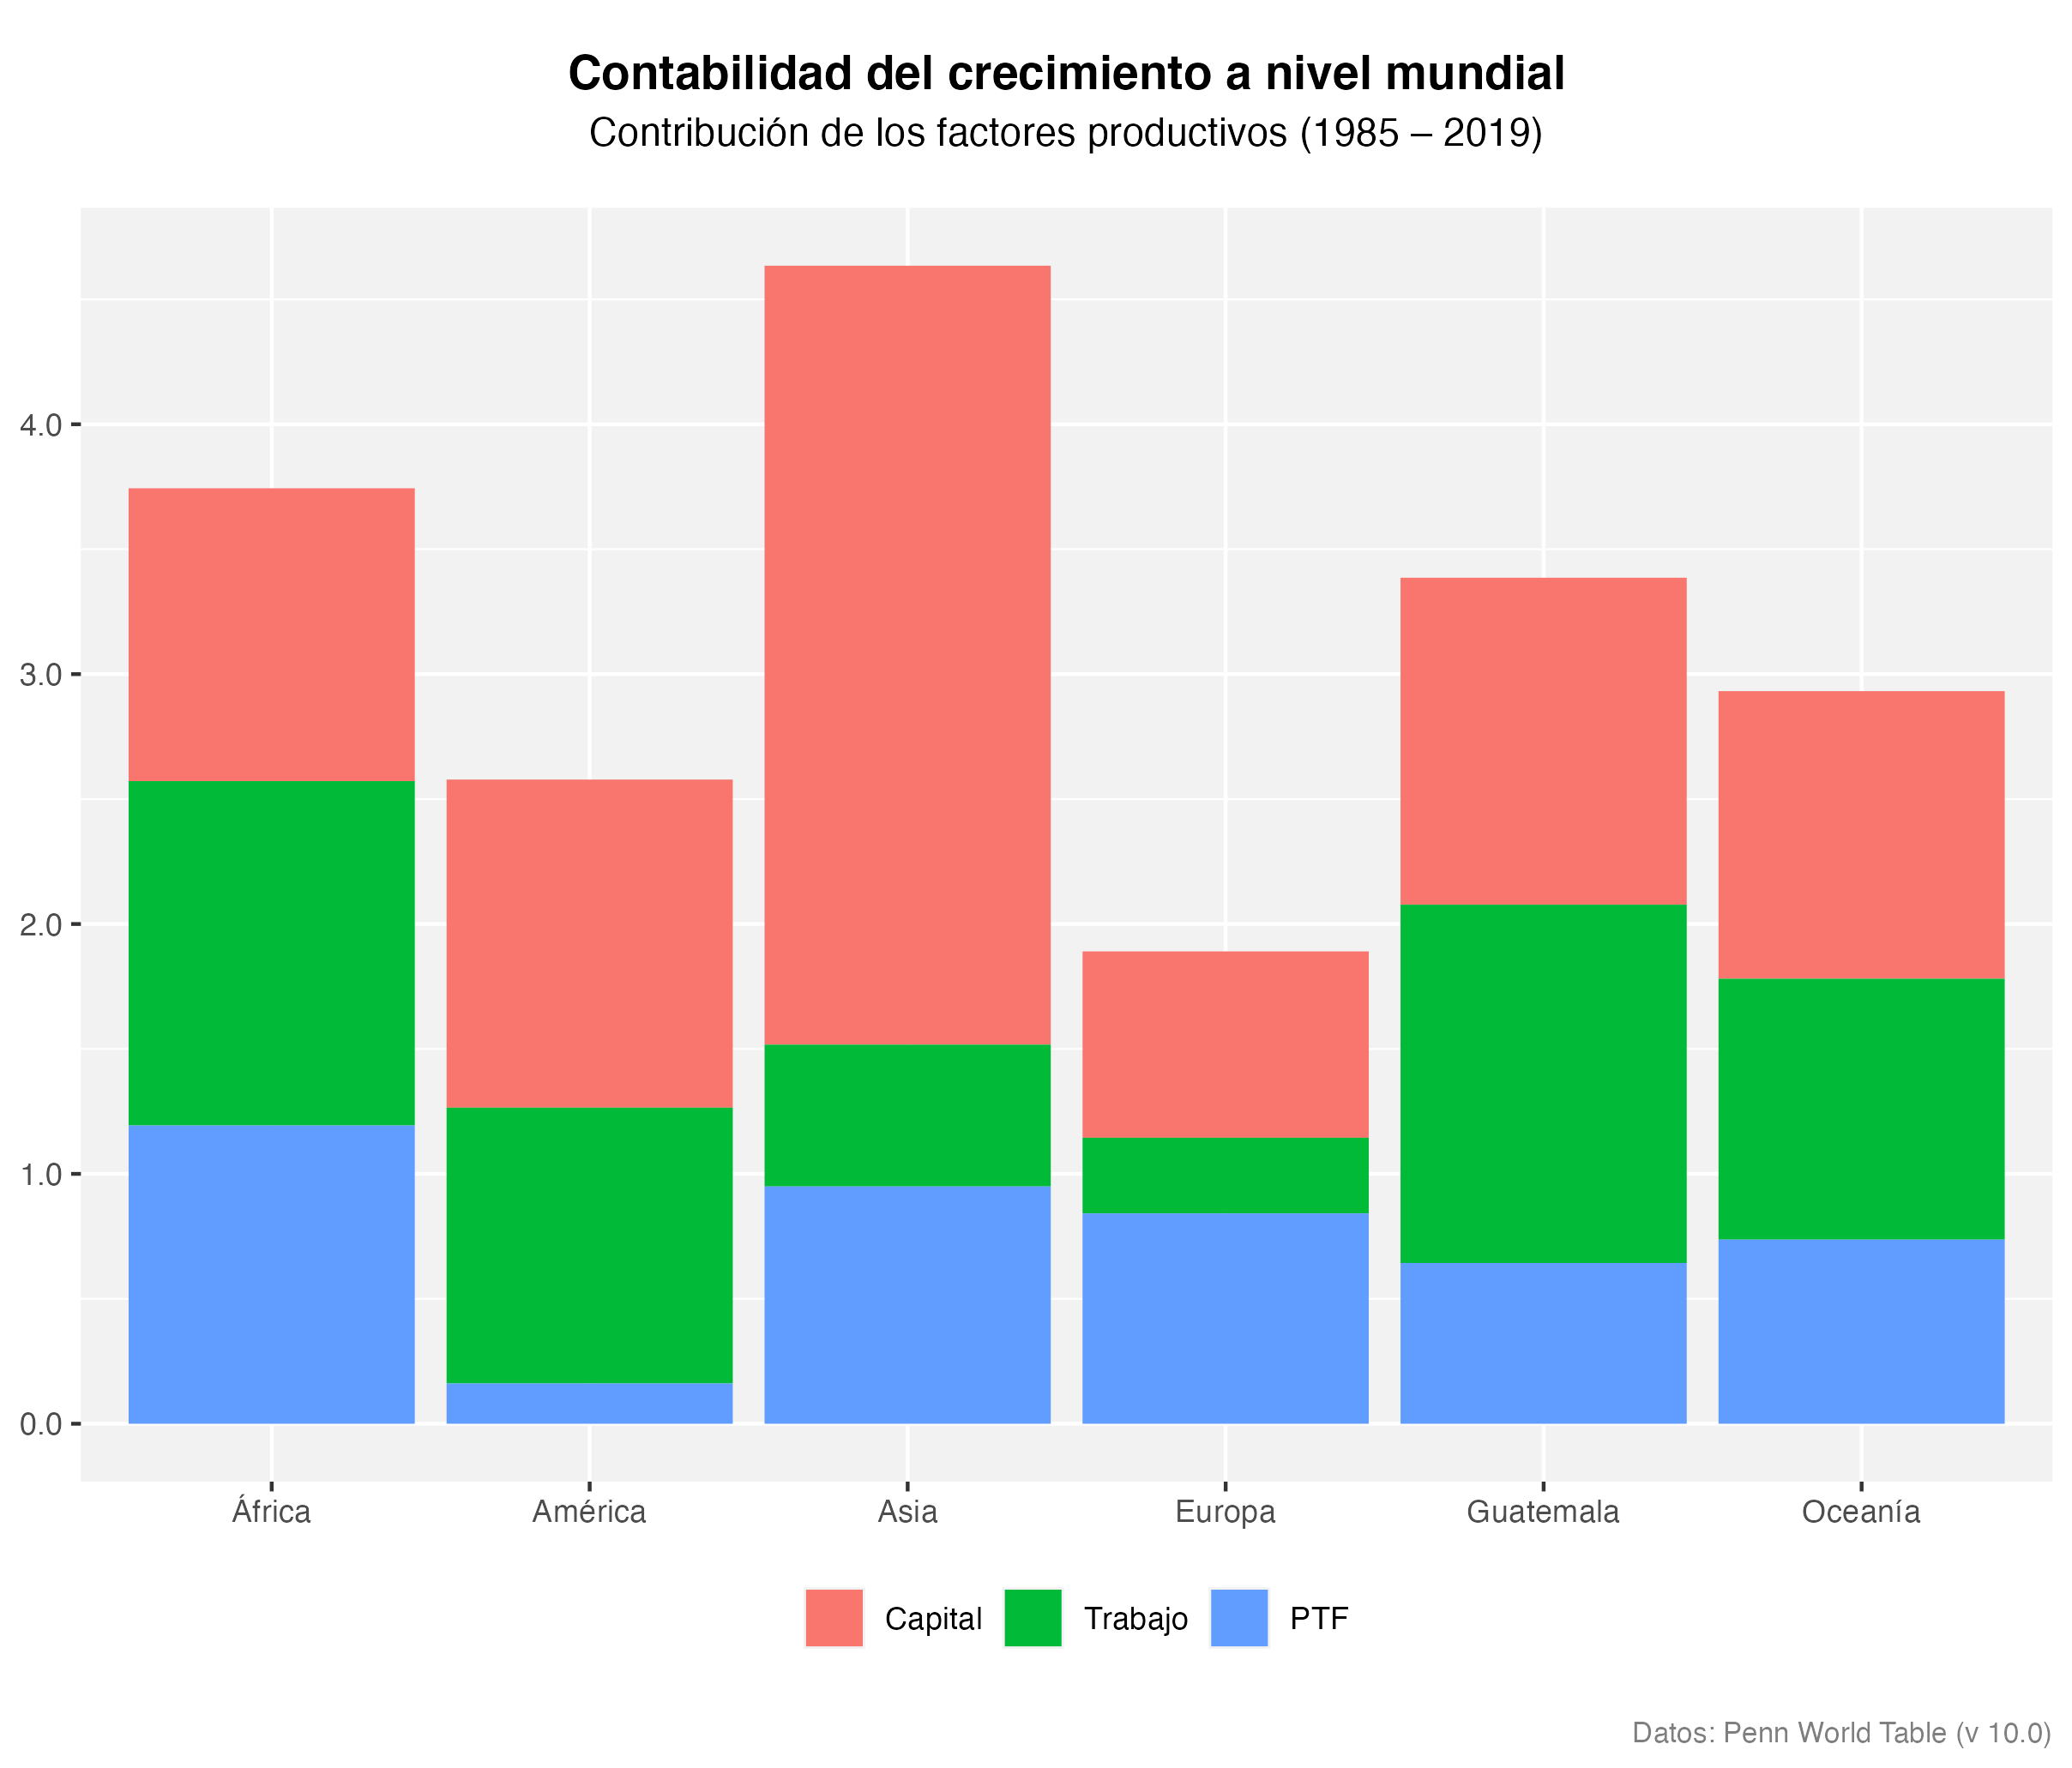 Contabilidad del crecimiento a nivel mundial
Contribución de los factores productivos (1985 – 2019)
4.0
3.0
2.0
1.0
0.0
África América Asia Europa Guatemala Oceanía
Capital Trabajo PTF
Datos: Penn World Table (v 10.0)